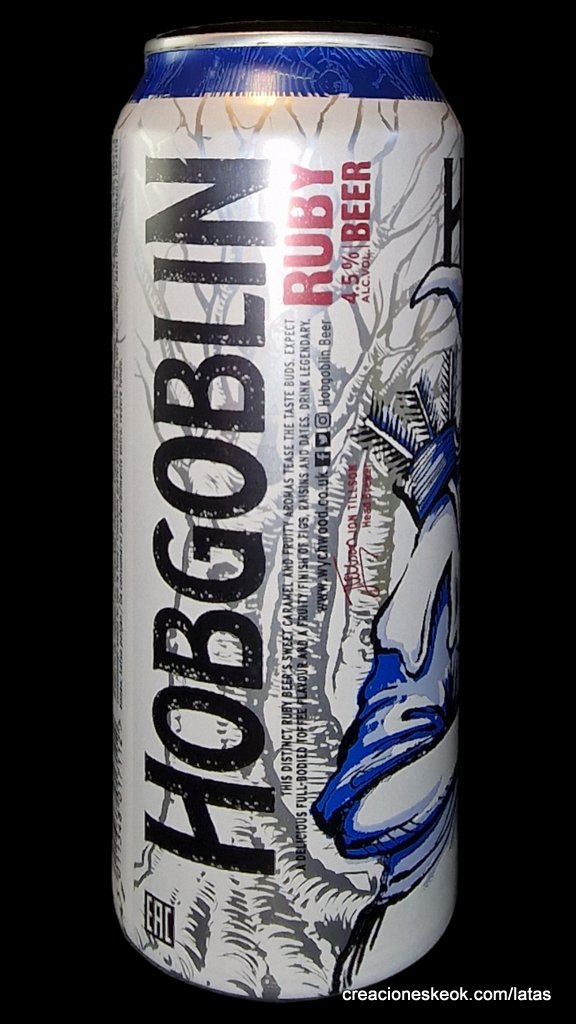 HOBGOBLIN
RUBY
4.5% BEER
ALC.VOL.
THIS DISTINCT RUBY BEER'S SWEET CARAMEL AND FRUITY AROMAS TEASE THE TASTE BUDS. EXPECT
A DELICIOUS FULL-BODIED TOFFEE FLAVOUR AND A FRUITY FINISH OF FIGS, RAISINS AND DATES. DRINK LEGENDARY.
www.wychwood.co.uk Hobgoblin Beer
JON TILLSON
Head Brewer
EAC
creacioneskeok.com/latas